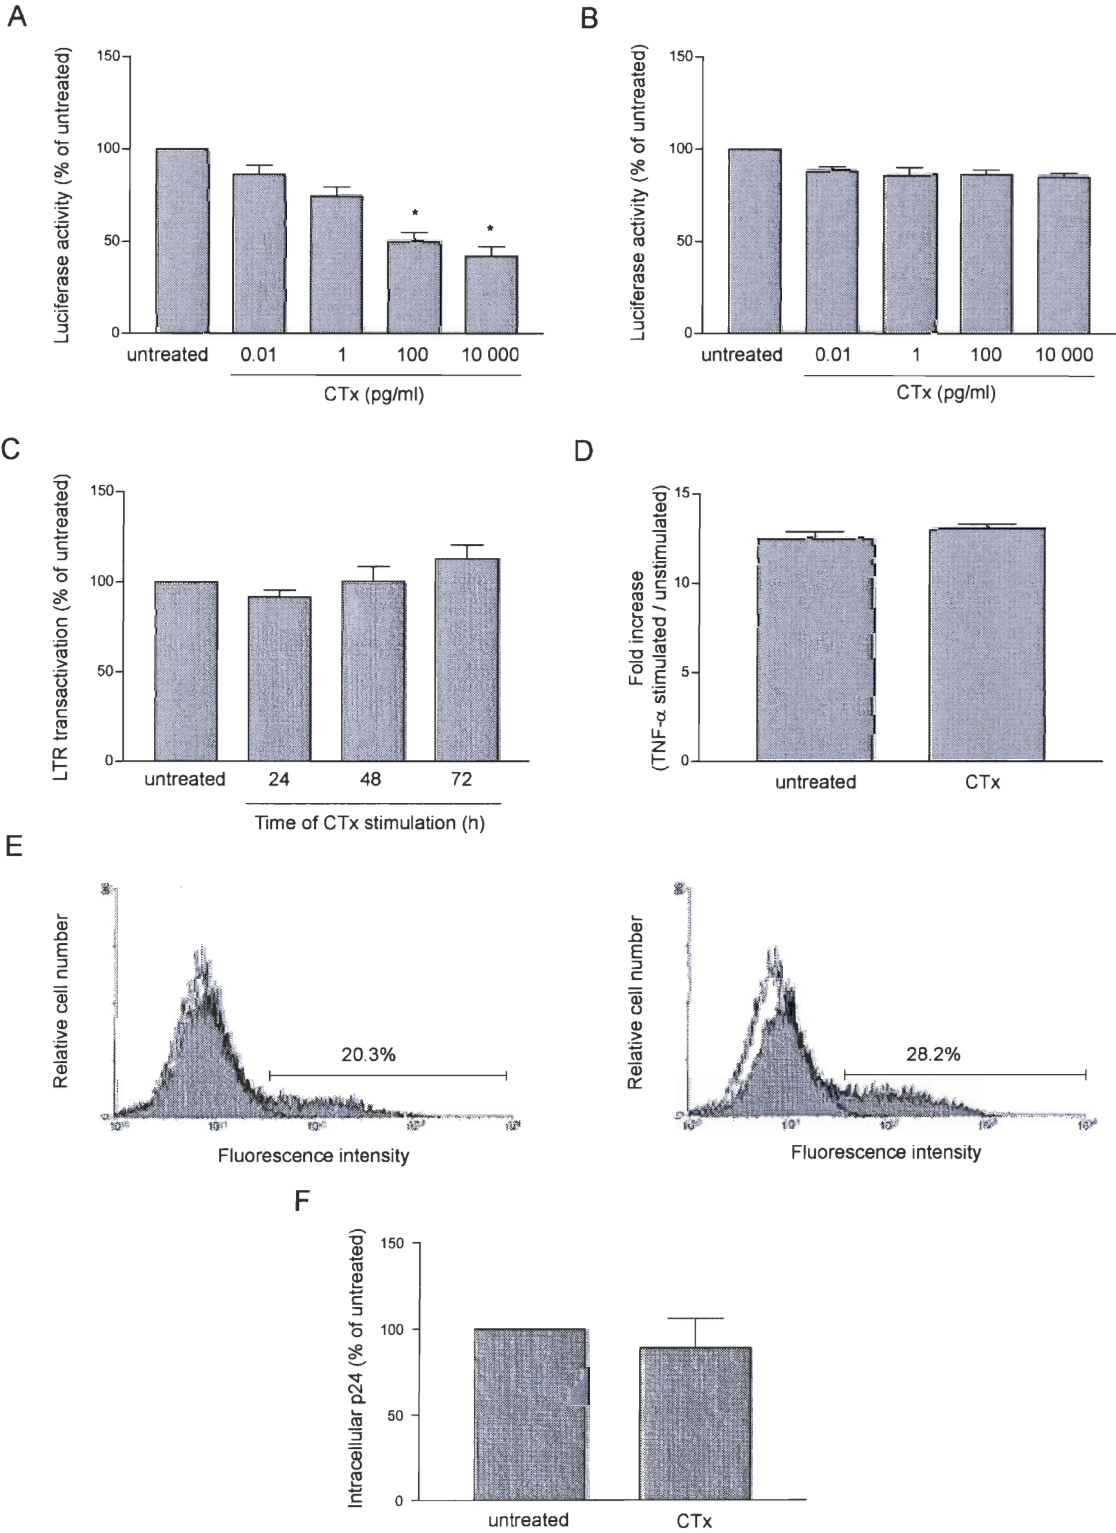 A
Luciferase activity (% of untreated)
150
100
50
0
* *
untreated 0.01 1 100 10 000
CTx (pg/ml)
B
Luciferase activity (% of untreated)
150
100
50
0
untreated 0.01 1 100 10 000
CTx (pg/ml)
C
LTR transactivation (% of untreated)
150
100
50
0
untreated 24 48 72
Time of CTx stimulation (h)
D
Fold increase
(TNF-α stimulated / unstimulated)
15
10
5
0
untreated CTx
E
Relative cell number
20.3%
Fluorescence intensity
Relative cell number
28.2%
Fluorescence intensity
F
Intracellular p24 (% of untreated)
150
100
50
0
untreated CTx